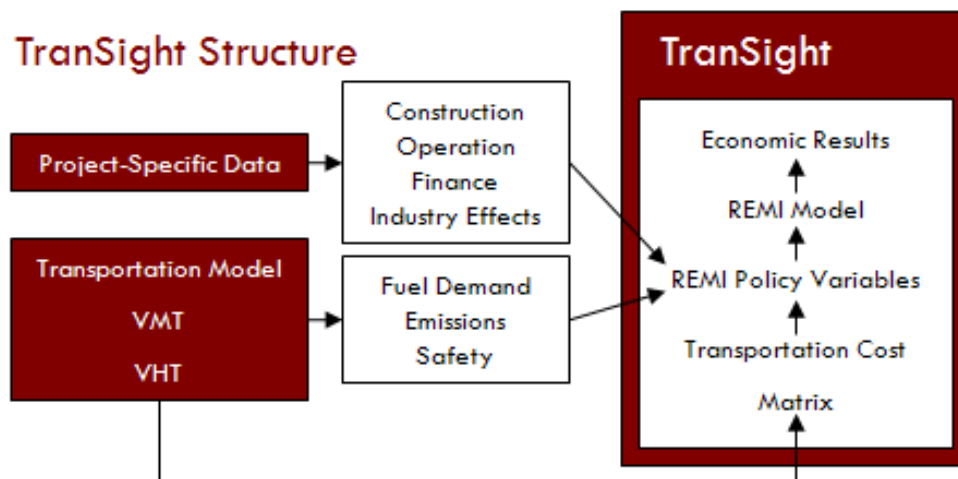 TranSight Structure
Project-Specific Data
Construction
Operation
Finance
Industry Effects
Transportation Model
VMT
VHT
Fuel Demand
Emissions
Safety
TranSight
Economic Results
REMI Model
REMI Policy Variables
Transportation Cost
Matrix